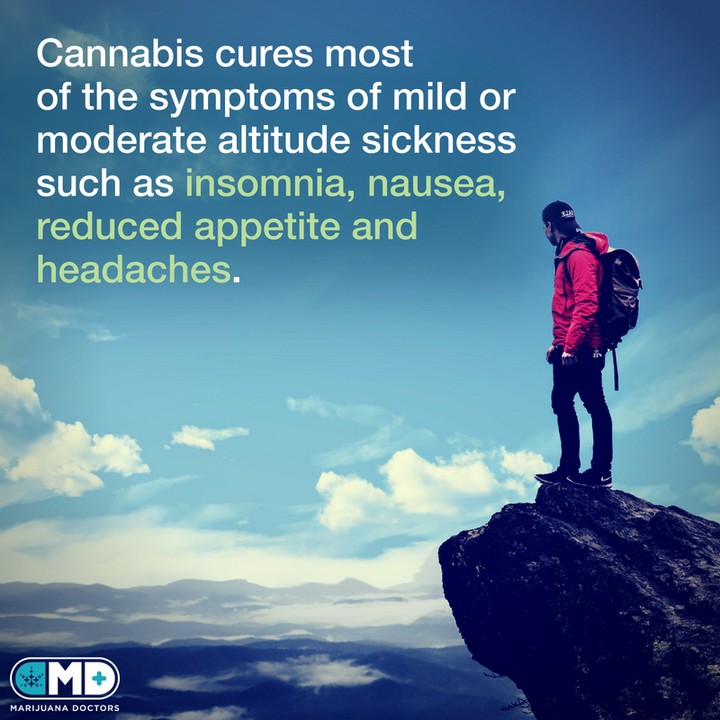 Cannabis cures most
of the symptoms of mild or
moderate altitude sickness
such as insomnia, nausea,
reduced appetite and
headaches.
MD+
MARIJUANA DOCTORS